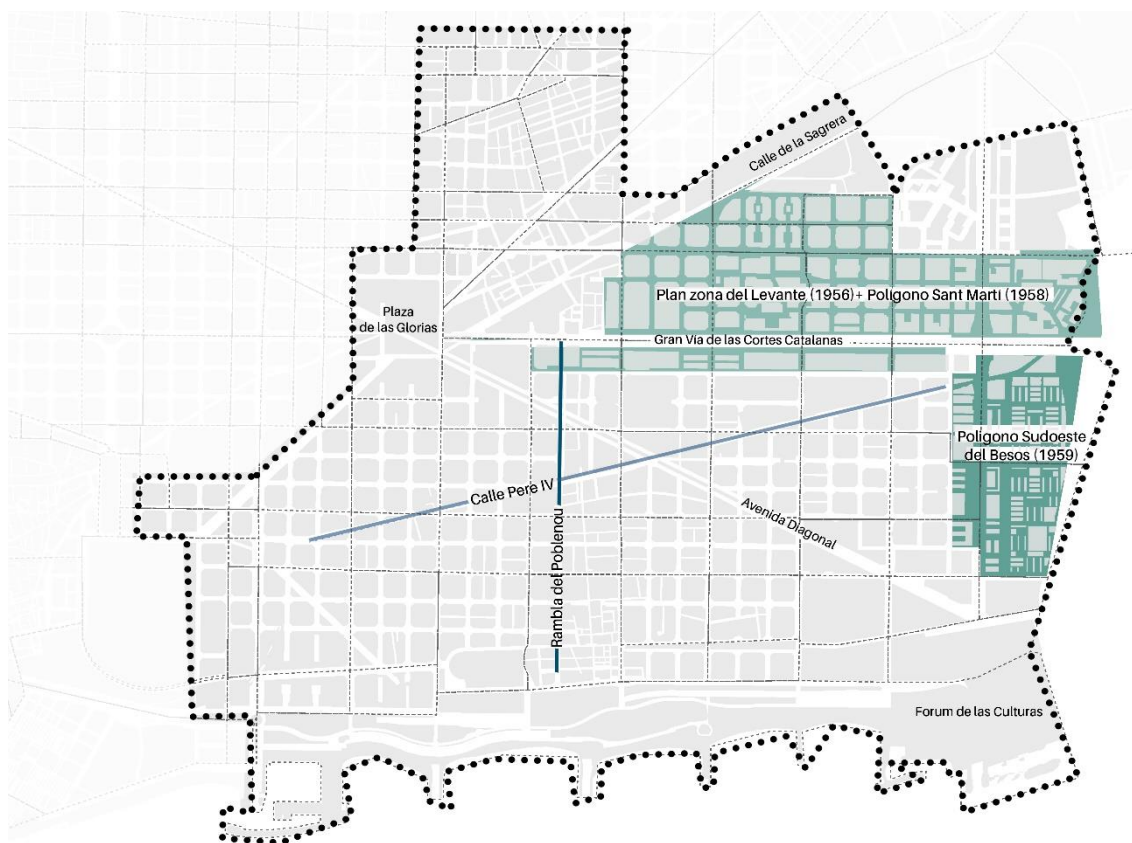 Calle de la Sagrera
Plan zona del Levante (1956)+ Poligono Sant Marti (1958)
Plaza
de las Glorias
Gran Vía de las Cortes Catalanas
Poligono Sudoeste
del Besos (1959)
Calle Pere IV
Avenida Diagonal
Rambla del Poblenou
Forum de las Culturas